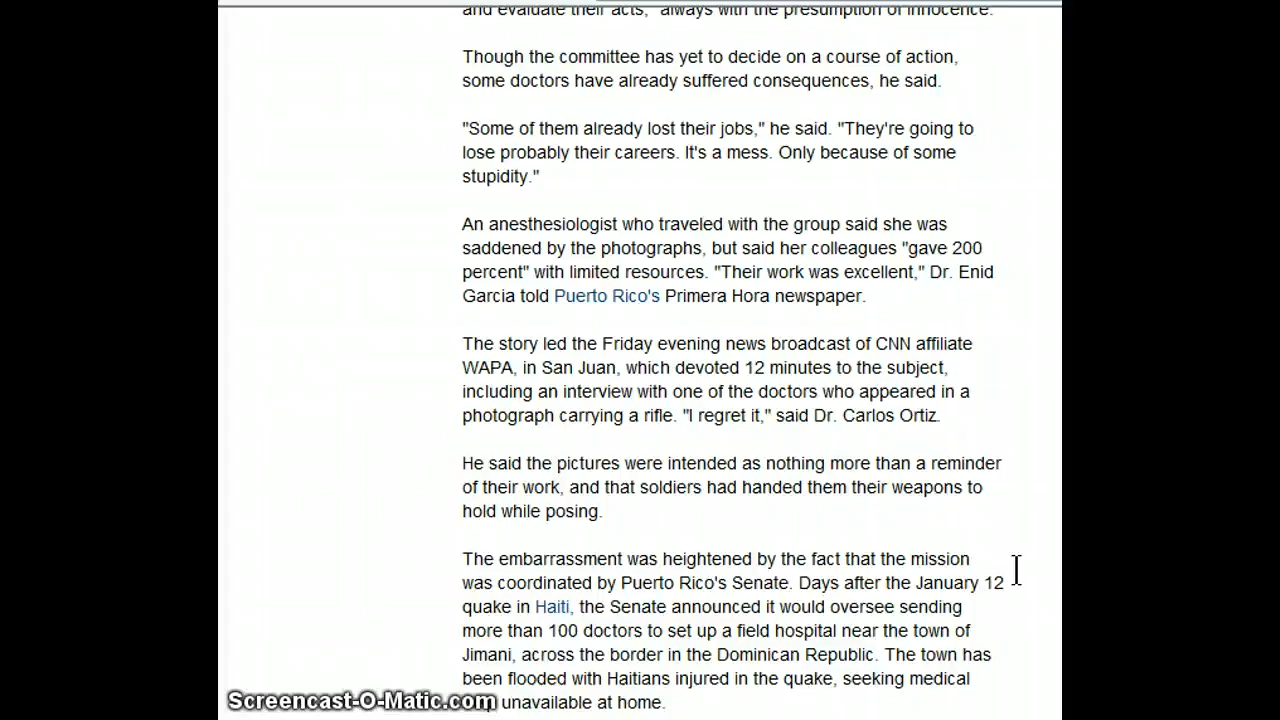 and evaluate their acts, "always with the presumption of innocence."
Though the committee has yet to decide on a course of action,
some doctors have already suffered consequences, he said.
"Some of them already lost their jobs," he said. "They're going to
lose probably their careers. It's a mess. Only because of some
stupidity."
An anesthesiologist who traveled with the group said she was
saddened by the photographs, but said her colleagues "gave 200
percent" with limited resources. "Their work was excellent," Dr. Enid
Garcia told Puerto Rico's Primera Hora newspaper.
The story led the Friday evening news broadcast of CNN affiliate
WAPA, in San Juan, which devoted 12 minutes to the subject,
including an interview with one of the doctors who appeared in a
photograph carrying a rifle. "I regret it," said Dr. Carlos Ortiz.
He said the pictures were intended as nothing more than a reminder
of their work, and that soldiers had handed them their weapons to
hold while posing.
The embarrassment was heightened by the fact that the mission
was coordinated by Puerto Rico's Senate. Days after the January 12
quake in Haiti, the Senate announced it would oversee sending
more than 100 doctors to set up a field hospital near the town of
Jimani, across the border in the Dominican Republic. The town has
been flooded with Haitians injured in the quake, seeking medical
unavailable at home.
Screencast-O-Matic.com